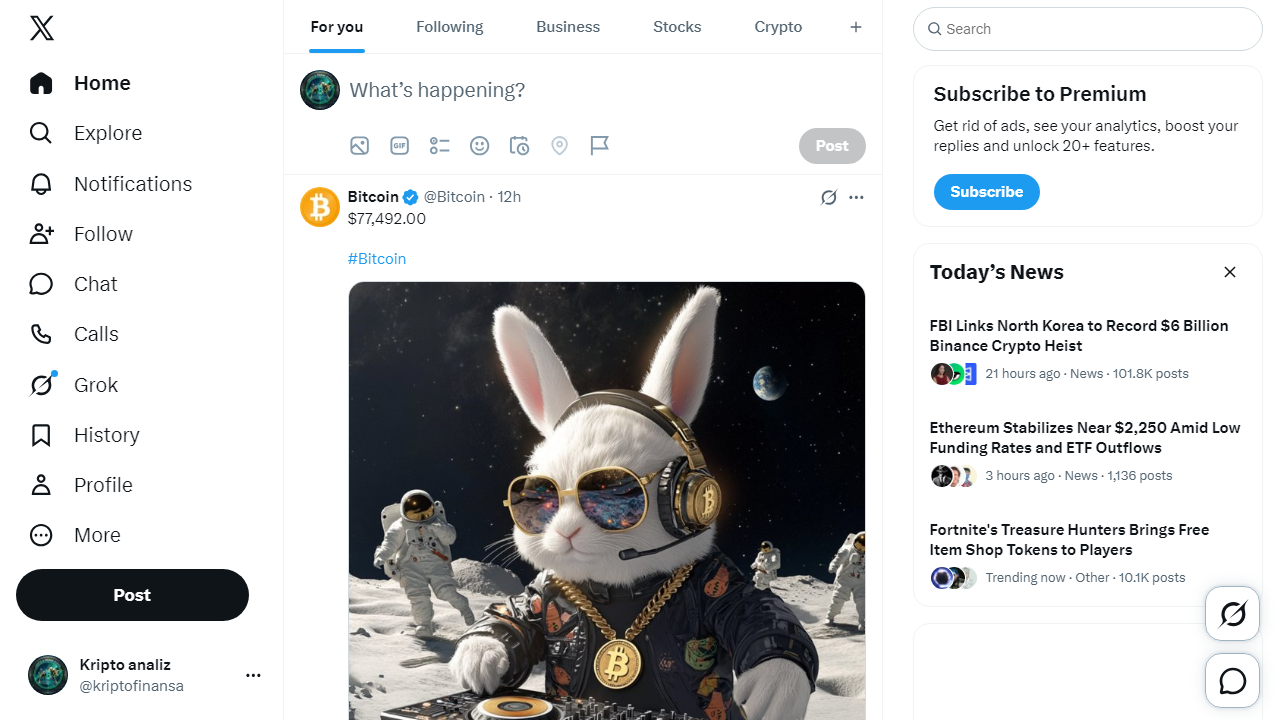 Home
Explore
Notifications
Follow
Chat
Calls
Grok
History
Profile
More
Post
Kripto analiz
@kriptofinansa
For you
Following
Business
Stocks
Crypto
What's happening?
GIF
Post
Bitcoin @Bitcoin · 12h
$77,492.00
#Bitcoin
Search
Subscribe to Premium
Get rid of ads, see your analytics, boost your
replies and unlock 20+ features.
Subscribe
Today's News
FBI Links North Korea to Record $6 Billion
Binance Crypto Heist
21 hours ago · News · 101.8K posts
Ethereum Stabilizes Near $2,250 Amid Low
Funding Rates and ETF Outflows
3 hours ago · News · 1,136 posts
Fortnite's Treasure Hunters Brings Free
Item Shop Tokens to Players
Trending now · Other · 10.1K posts